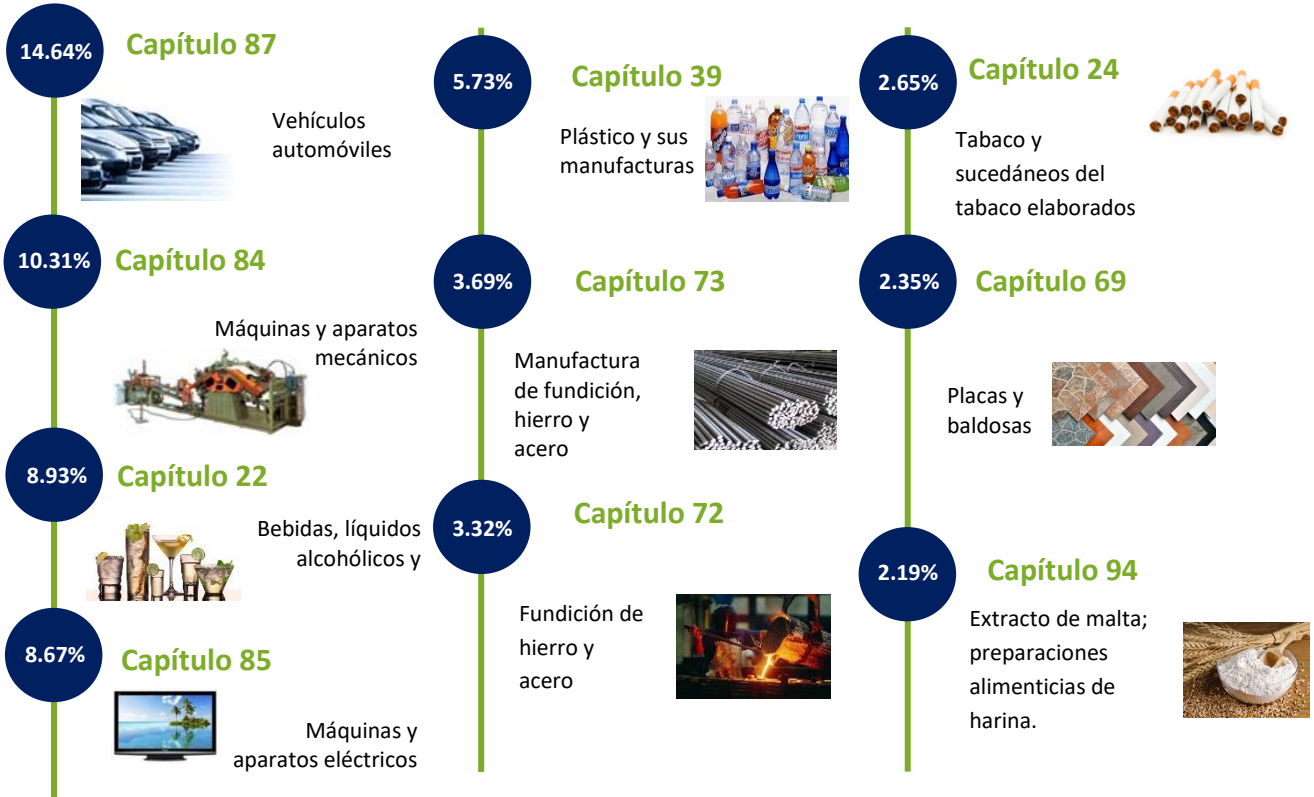 14.64%
Capítulo 87
Vehículos
automóviles
10.31%
Capítulo 84
Máquinas y aparatos
mecánicos
8.93%
Capítulo 22
Bebidas, líquidos
alcohólicos y
8.67%
Capítulo 85
Máquinas y
aparatos eléctricos
5.73%
Capítulo 39
Plástico y sus
manufacturas
3.69%
Capítulo 73
Manufactura
de fundición,
hierro y
acero
3.32%
Capítulo 72
Fundición de
hierro y
acero
2.65%
Capítulo 24
Tabaco y
sucedáneos del
tabaco elaborados
2.35%
Capítulo 69
Placas y
baldosas
2.19%
Capítulo 94
Extracto de malta;
preparaciones
alimenticias de
harina.